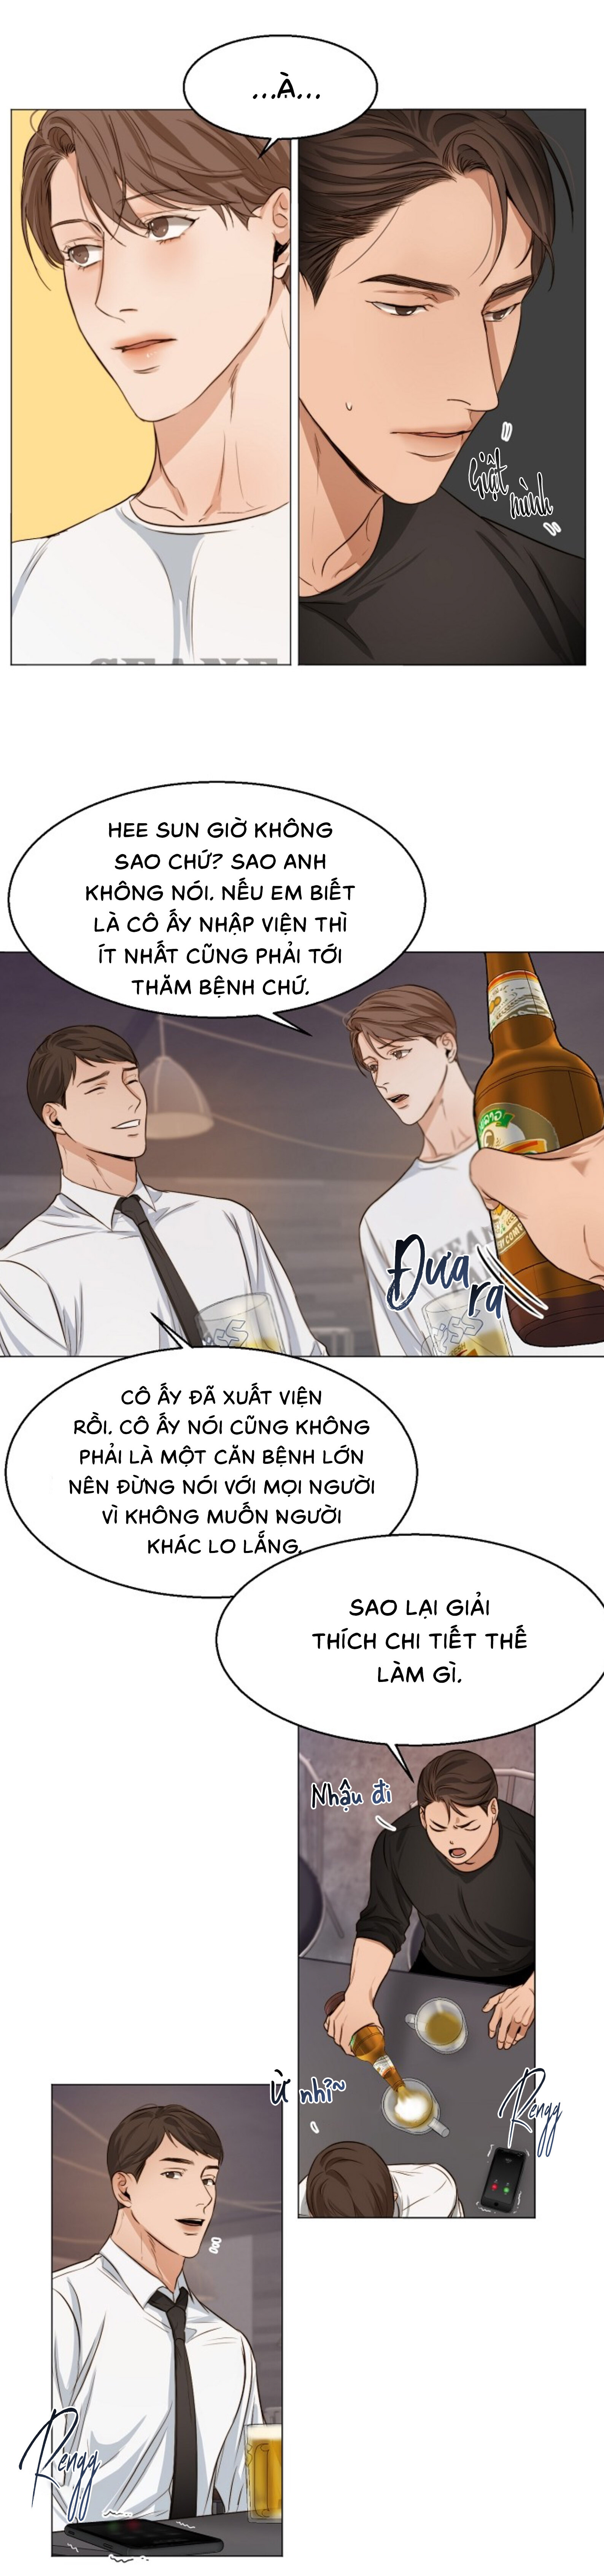 ...Ạ...
Giật
mình
HEE SUN GIỜ KHÔNG
SAO CHỨ? SAO ANH
KHÔNG NÓI. NẾU EM BIẾT
LÀ CÔ ẤY NHẬP VIỆN THÌ
ÍT NHẤT CŨNG PHẢI TỚI
THĂM BỆNH CHỨ.
Đưa
ra
CÔ ẤY ĐÃ XUẤT VIỆN
RỒI. CÔ ẤY NÓI CŨNG KHÔNG
PHẢI LÀ MỘT CĂN BỆNH LỚN
NÊN ĐỪNG NÓI VỚI MỌI NGƯỜI
VÌ KHÔNG MUỐN NGƯỜI
KHÁC LO LẮNG.
SAO LẠI GIẢI
THÍCH CHI TIẾT THẾ
LÀM GÌ.
Nhậu đi
Ừ nhỉ~
Rengg
Rengg